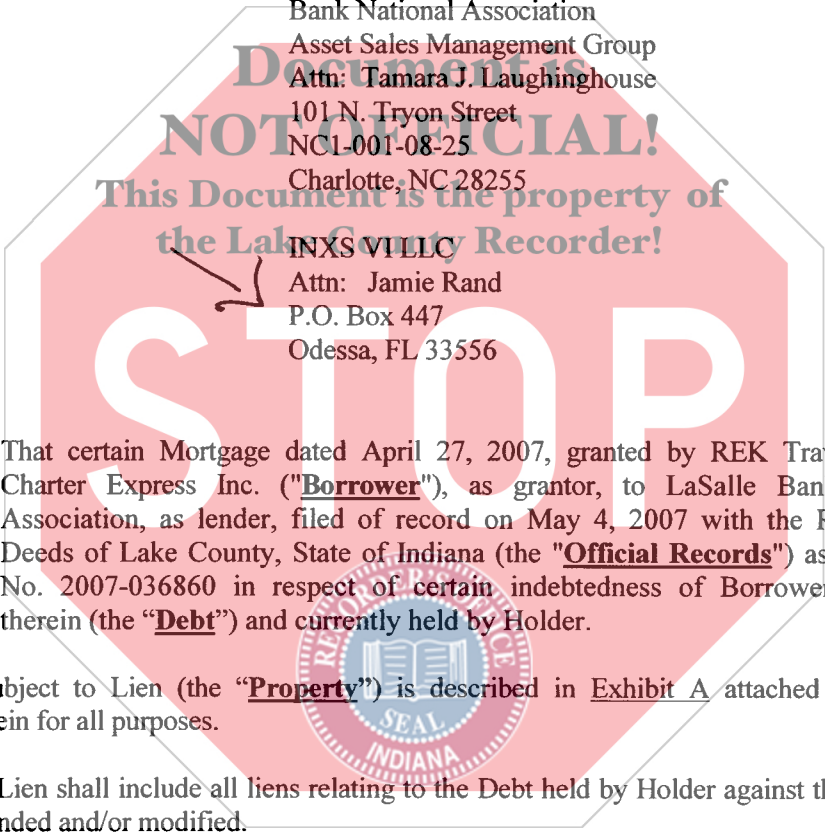 Bank National Association
Asset Sales Management Group
Attn: Tamara J. Laughinghouse
101 N. Tryon Street
NC1-001-08-25
Charlotte, NC 28255
Document is
NOT OFFICIAL!
This Document is the property of
the Lake County Recorder!
INXS VI LLC
Attn: Jamie Rand
P.O. Box 447
Odessa, FL 33556
STOP
That certain Mortgage dated April 27, 2007, granted by REK
Charter Express Inc. ("Borrower"), as grantor, to LaSalle
Association, as lender, filed of record on May 4, 2007 with the
Deeds of Lake County, State of Indiana (the "Official Records") as
No. 2007-036860 in respect of certain indebtedness of Borrower
therein (the “Debt”) and currently held by Holder.
to Lien (the “Property”) is described in Exhibit A attached
for all purposes.
Lien shall include all liens relating to the Debt held by Holder against
and/or modified.
RECORDER'S OFFICE
SEAL
INDIANA